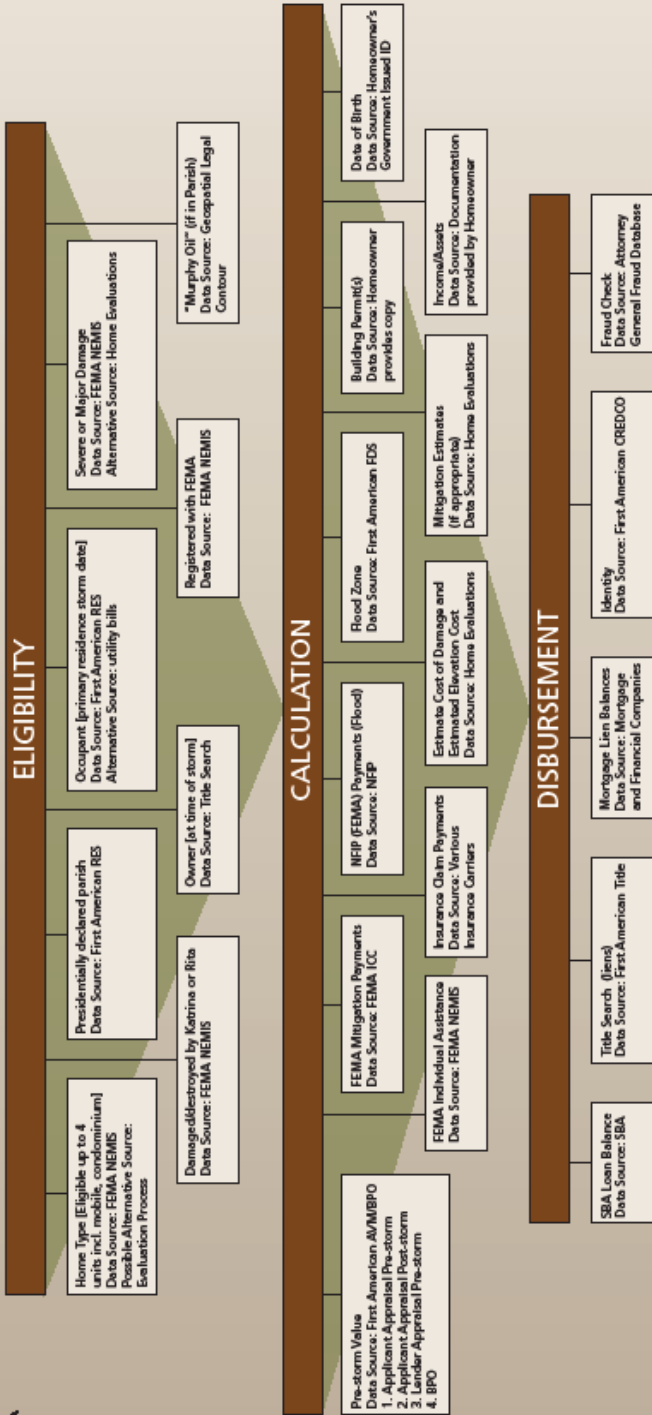 ELIGIBILITY
Home Type [Eligible up to 4
units incl. mobile, condominium]
Data Source: FEMA NEMIS
Possible Alternative Source:
Evaluation Process
Presidentially declared parish
Data Source: First American RES
Occupant [primary residence storm date]
Data Source: First American RES
Alternative Source: utility bills
Severe or Major Damage
Data Source: FEMA NEMIS
Alternative Source: Home Evaluations
Damaged/destroyed by Katrina or Rita
Data Source: FEMA NEMIS
Owner [at time of storm]
Data Source: Title Search
Registered with FEMA
Data Source: FEMA NEMIS
"Murphy Oil" (if in Parish)
Data Source: Geospatial Legal
Contour
CALCULATION
Pre-storm Value
Data Source: First American AVM/BPO
1. Applicant Appraisal Pre-storm
2. Applicant Appraisal Post-storm
3. Lender Appraisal Pre-storm
4. BPO
FEMA Mitigation Payments
Data Source: FEMA ICC
NFIP (FEMA) Payments (Flood)
Data Source: NFIP
Flood Zone
Data Source: First American FDS
Building Permit(s)
Data Source: Homeowner
provides copy
Date of Birth
Data Source: Homeowner's
Government Issued ID
FEMA Individual Assistance
Data Source: FEMA NEMIS
Insurance Claim Payments
Data Source: Various
Insurance Carriers
Estimate Cost of Damage and
Estimated Elevation Cost
Data Source: Home Evaluations
Mitigation Estimates
(if appropriate)
Data Source: Home Evaluations
Income/Assets
Data Source: Documentation
provided by Homeowner
DISBURSEMENT
SBA Loan Balance
Data Source: SBA
Title Search (liens)
Data Source: First American Title
Mortgage Lien Balances
Data Source: Mortgage
and Financial Companies
Identity
Data Source: First American CREDCO
Fraud Check
Data Source: Attorney
General Fraud Database